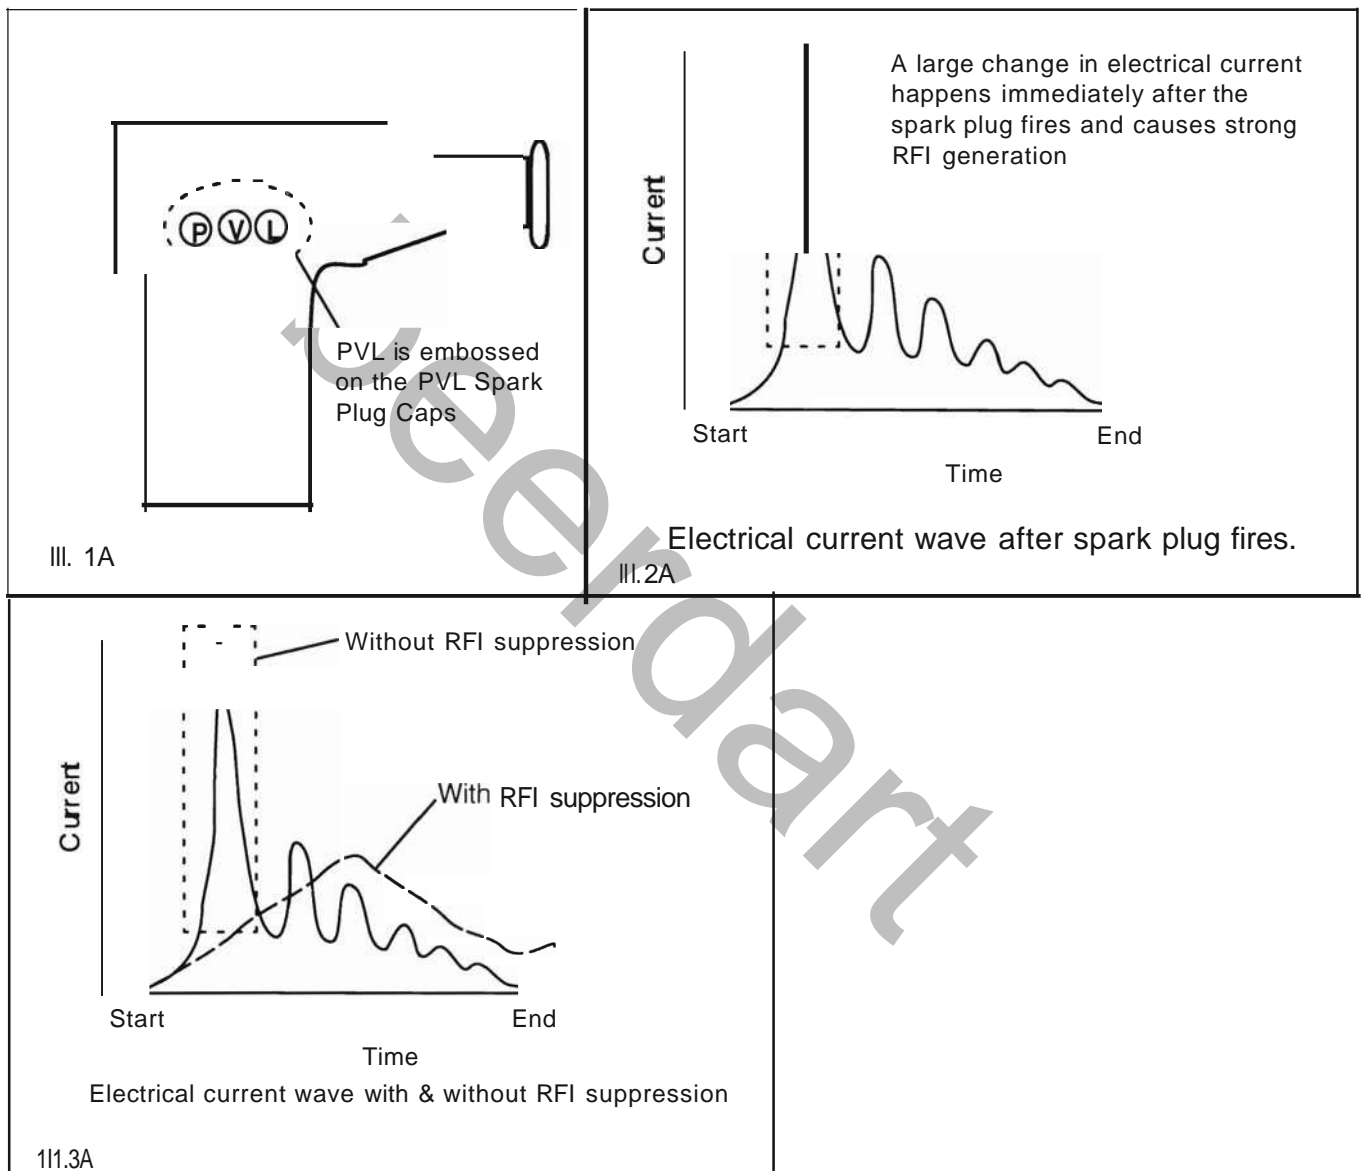 P V L
PVL is embossed
on the PVL Spark
Plug Caps
Ill. 1A
A large change in electrical current
happens immediately after the
spark plug fires and causes strong
RFI generation
Current
Start
End
Time
Electrical current wave after spark plug fires.
Ill.2A
Without RFI suppression
With RFI suppression
Current
Start
End
Time
Electrical current wave with & without RFI suppression
1l1.3A